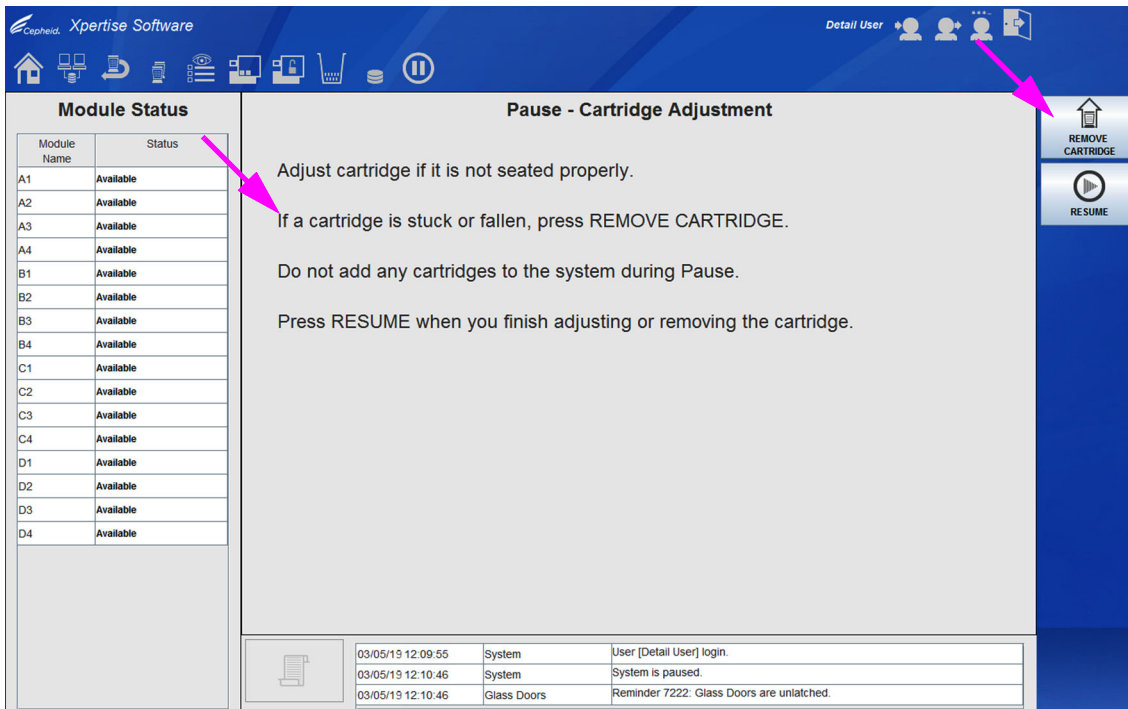 Cepheid. Xpertise Software
Detail User
Module Status
Module Name Status
A1 Available
A2 Available
A3 Available
A4 Available
B1 Available
B2 Available
B3 Available
B4 Available
C1 Available
C2 Available
C3 Available
C4 Available
D1 Available
D2 Available
D3 Available
D4 Available
Pause - Cartridge Adjustment
Adjust cartridge if it is not seated properly.
If a cartridge is stuck or fallen, press REMOVE CARTRIDGE.
Do not add any cartridges to the system during Pause.
Press RESUME when you finish adjusting or removing the cartridge.
REMOVE
CARTRIDGE
RESUME
03/05/19 12:09:55 System User [Detail User] login.
03/05/19 12:10:46 System System is paused.
03/05/19 12:10:46 Glass Doors Reminder 7222: Glass Doors are unlatched.